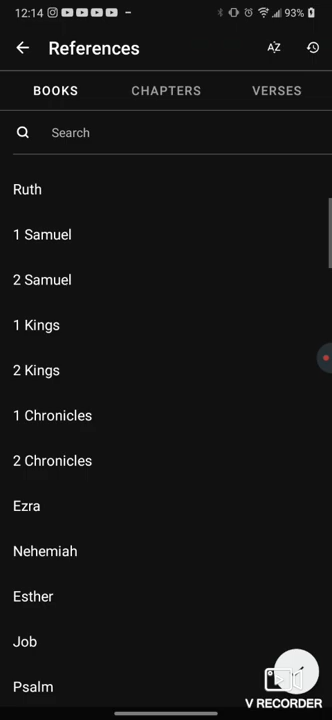 12:14
93%
References
BOOKS CHAPTERS VERSES
Search
Ruth
1 Samuel
2 Samuel
1 Kings
2 Kings
1 Chronicles
2 Chronicles
Ezra
Nehemiah
Esther
Job
Psalm
V RECORDER